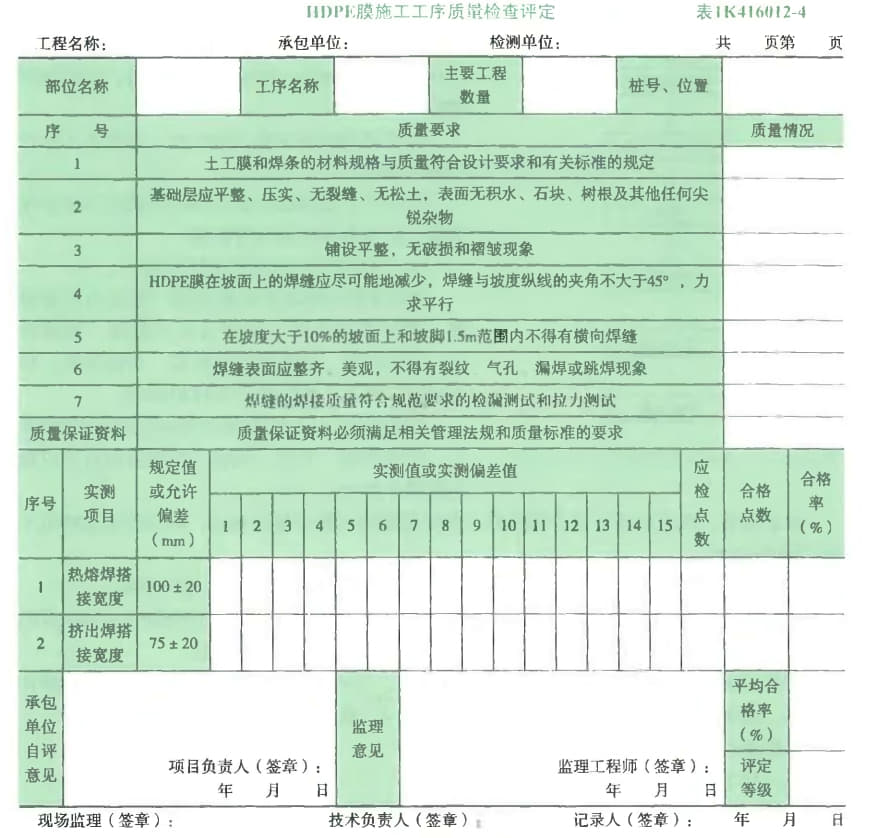 HDPE膜施工工序质量检查评定 表1K416012-4
工程名称： 承包单位： 检测单位： 共 页第 页
部位名称 工序名称 主要工程 桩号、位置
数量
序 号 质量要求 质量情况
1 土工膜和焊条的材料规格与质量符合设计要求和有关标准的规定
2 基础层应平整、压实、无裂缝、无松土，表面无积水、石块、树根及其他任何尖
锐杂物
3 铺设平整，无破损和褶皱现象
4 HDPE膜在坡面上的焊缝应尽可能地减少，焊缝与坡度纵线的夹角不大于45°，力
求平行
5 在坡度大于10%的坡面上和坡脚1.5m范围内不得有横向焊缝
6 焊缝表面应整齐、美观，不得有裂纹、气孔、漏焊或跳焊现象
7 焊缝的焊接质量符合规范要求的检漏测试和拉力测试
质量保证资料 质量保证资料必须满足相关管理法规和质量标准的要求
序号 实测 规定值 实测值或实测偏差值 应 合格 合格
项目 或允许 检 点数 率
偏差 点 （%）
（mm） 1 2 3 4 5 6 7 8 9 10 11 12 13 14 15 数
1 热熔焊搭 100±20
接宽度
2 挤出焊搭 75±20
接宽度
承包 监理 平均合
单位 意见 格率
自评 （%）
意见 项目负责人（签章）： 监理工程师（签章）： 评定
年 月 日 年 月 日 等级
现场监理（签章）： 技术负责人（签章）： 记录人（签章）： 年 月 日